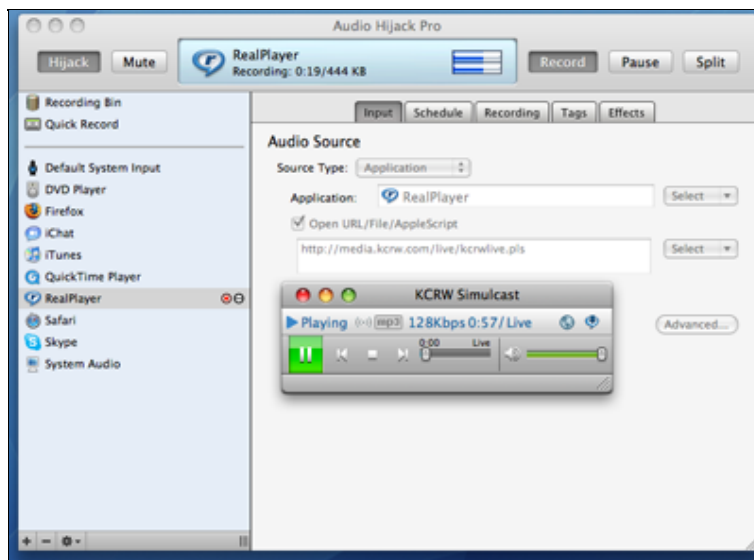 Audio Hijack Pro
Hijack Mute RealPlayer Record Pause Split
Recording: 0:19/444 KB
Recording Bin
Quick Record
Default System Input
DVD Player
Firefox
iChat
iTunes
QuickTime Player
RealPlayer
Safari
Skype
System Audio
Input Schedule Recording Tags Effects
Audio Source
Source Type: Application
Application: RealPlayer Select
Open URL/File/AppleScript
http://media.kcrw.com/live/kcrwlive.pls Select
KCRW Simulcast
Playing mp3 128Kbps 0:57/Live
0:00 Live
Advanced...